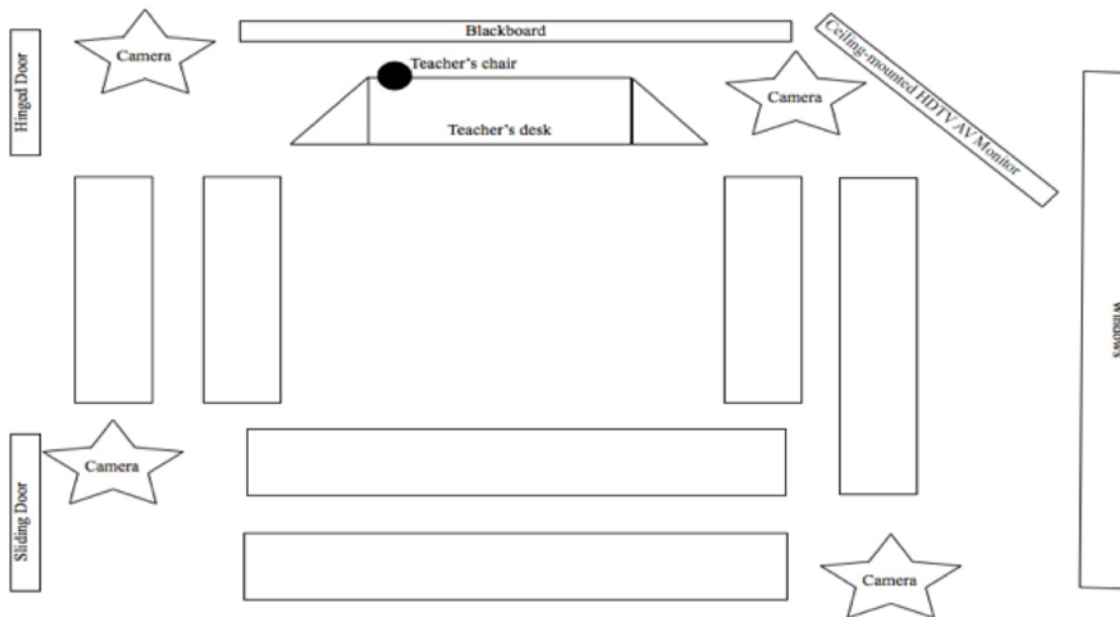 Blackboard
Hinged Door
Camera
Teacher's chair
Ceiling-mounted HDTV AV Monitor
Camera
Teacher's desk
Windows
Camera
Sliding Door
Camera